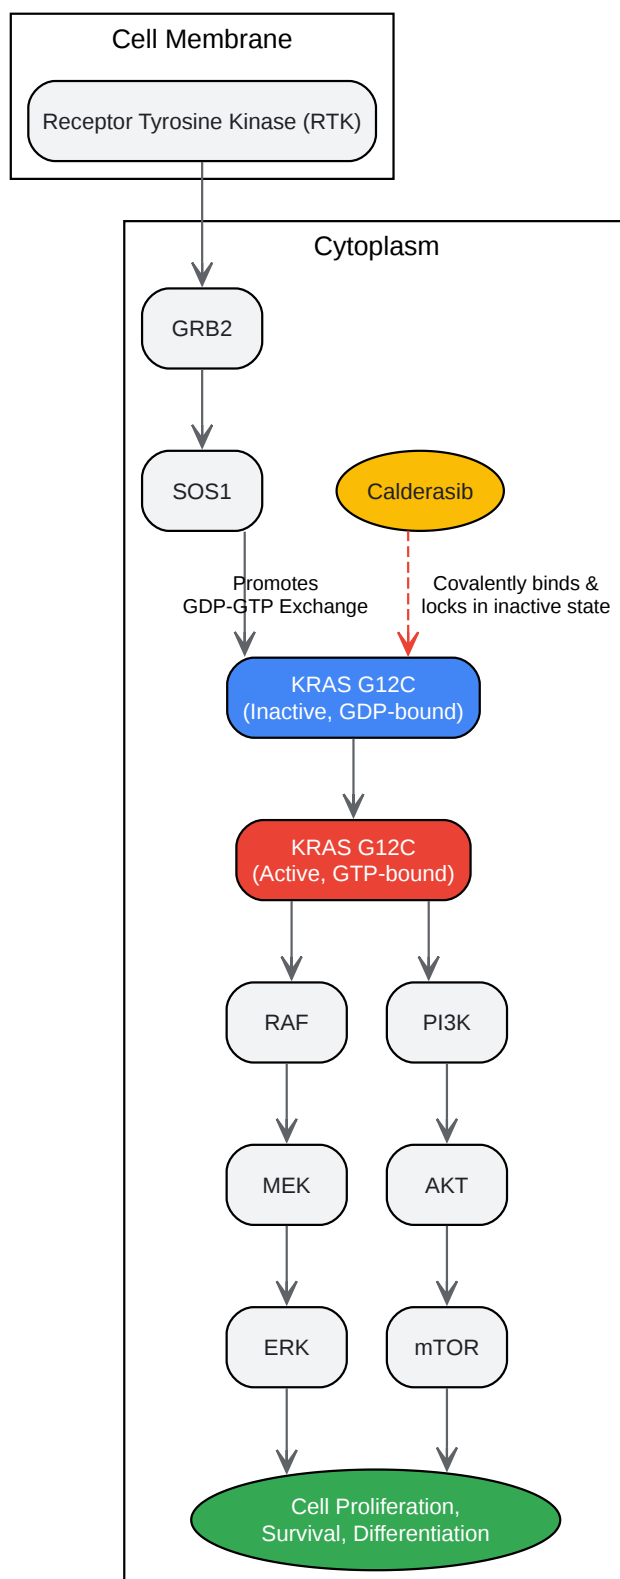 Cell Membrane
Receptor Tyrosine Kinase (RTK)
Cytoplasm
GRB2
SOS1
Calderasib
Promotes
GDP-GTP Exchange
Covalently binds &
locks in inactive state
KRAS G12C
(Inactive, GDP-bound)
KRAS G12C
(Active, GTP-bound)
RAF
PI3K
MEK
AKT
ERK
mTOR
Cell Proliferation,
Survival, Differentiation